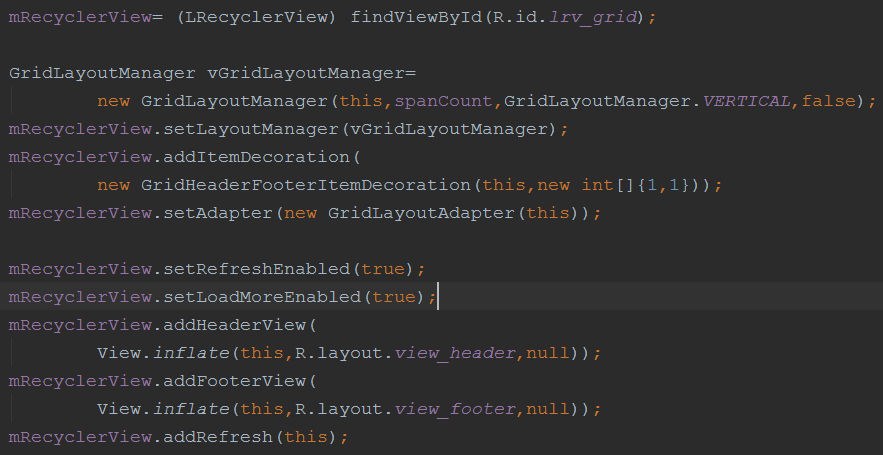 mRecyclerView= (LRecyclerView) findViewById(R.id.lrv_grid);
GridLayoutManager vGridLayoutManager=
new GridLayoutManager(this,spanCount,GridLayoutManager.VERTICAL,false);
mRecyclerView.setLayoutManager(vGridLayoutManager);
mRecyclerView.addItemDecoration(
new GridHeaderFooterItemDecoration(this,new int[]{1,1}));
mRecyclerView.setAdapter(new GridLayoutAdapter(this));
mRecyclerView.setRefreshEnabled(true);
mRecyclerView.setLoadMoreEnabled(true);
mRecyclerView.addHeaderView(
View.inflate(this,R.layout.view_header,null));
mRecyclerView.addFooterView(
View.inflate(this,R.layout.view_footer,null));
mRecyclerView.addRefresh(this);